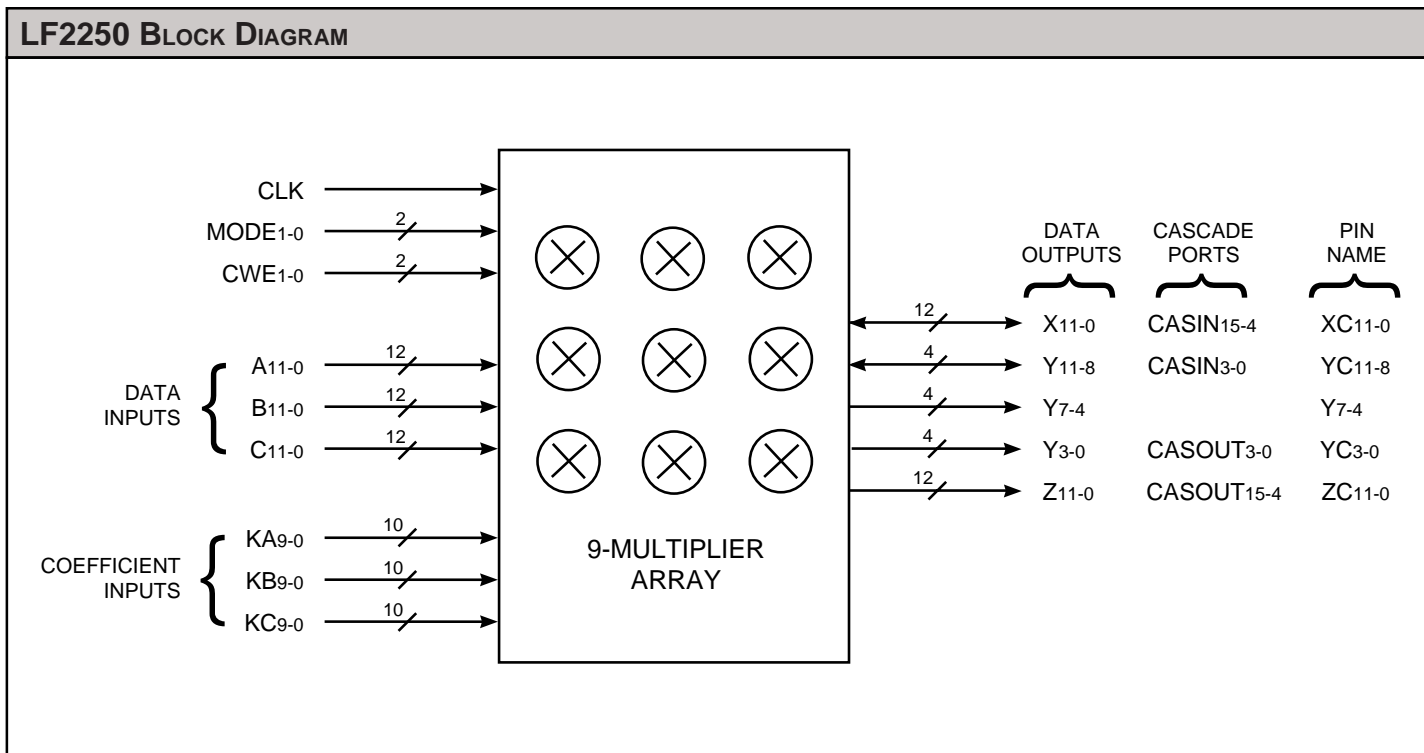 LF2250 BLOCK DIAGRAM
CLK
MODE1-0 2
CWE1-0 2
DATA
INPUTS
A11-0 12
B11-0 12
C11-0 12
COEFFICIENT
INPUTS
KA9-0 10
KB9-0 10
KC9-0 10
9-MULTIPLIER
ARRAY
DATA
OUTPUTS
CASCADE
PORTS
PIN
NAME
12 X11-0 CASIN15-4 XC11-0
4 Y11-8 CASIN3-0 YC11-8
4 Y7-4 Y7-4
4 Y3-0 CASOUT3-0 YC3-0
12 Z11-0 CASOUT15-4 ZC11-0